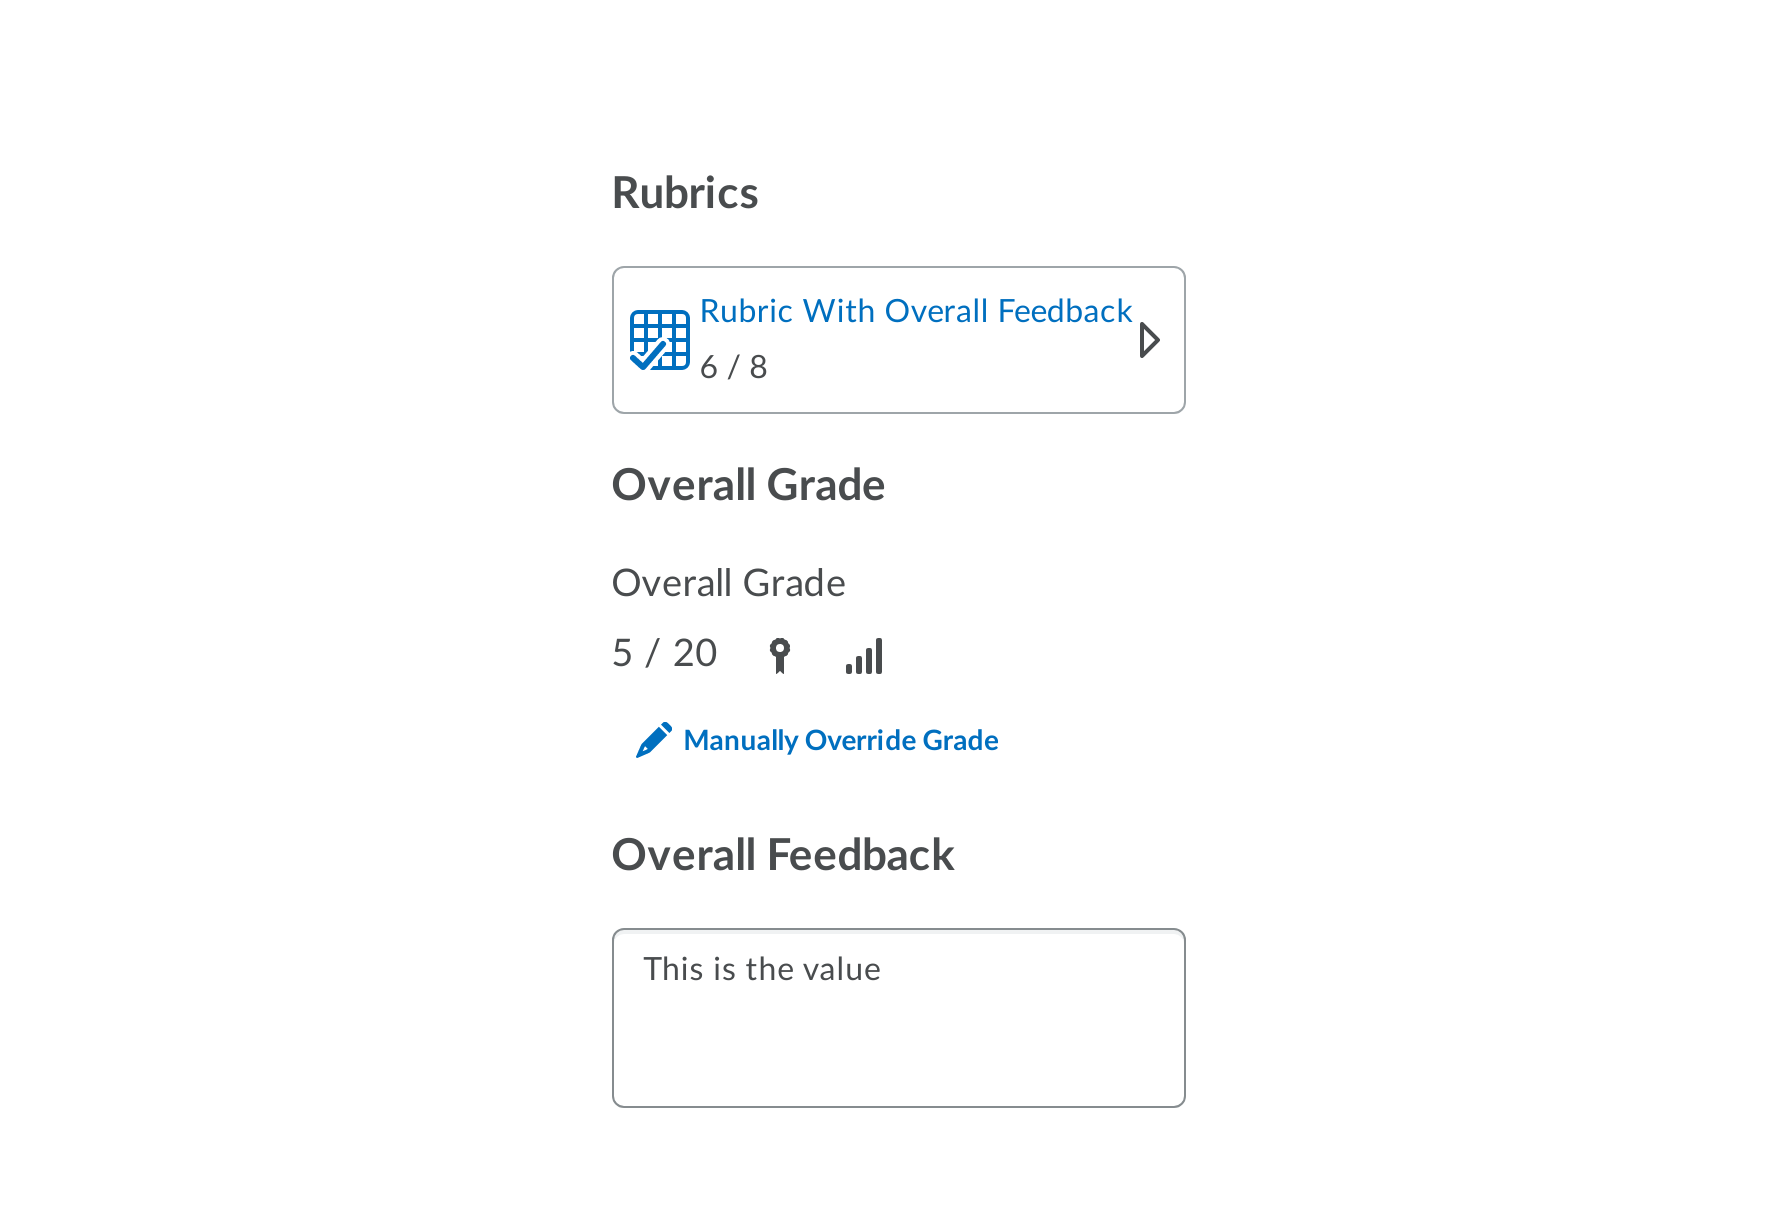 Rubrics
Rubric With Overall Feedback
6 / 8
Overall Grade
Overall Grade
5 / 20
Manually Override Grade
Overall Feedback
This is the value